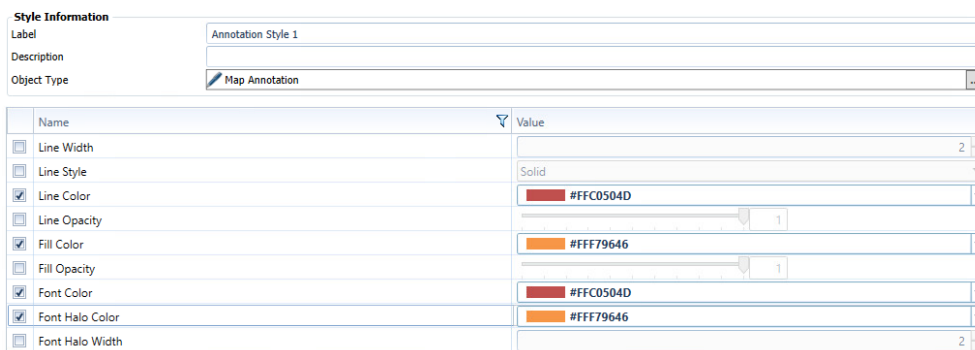 Style Information
Label Annotation Style 1
Description
Object Type Map Annotation ...
Name Value
Line Width 2
Line Style Solid
Line Color #FFC0504D
Line Opacity 1
Fill Color #FFF79646
Fill Opacity 1
Font Color #FFC0504D
Font Halo Color #FFF79646
Font Halo Width 2